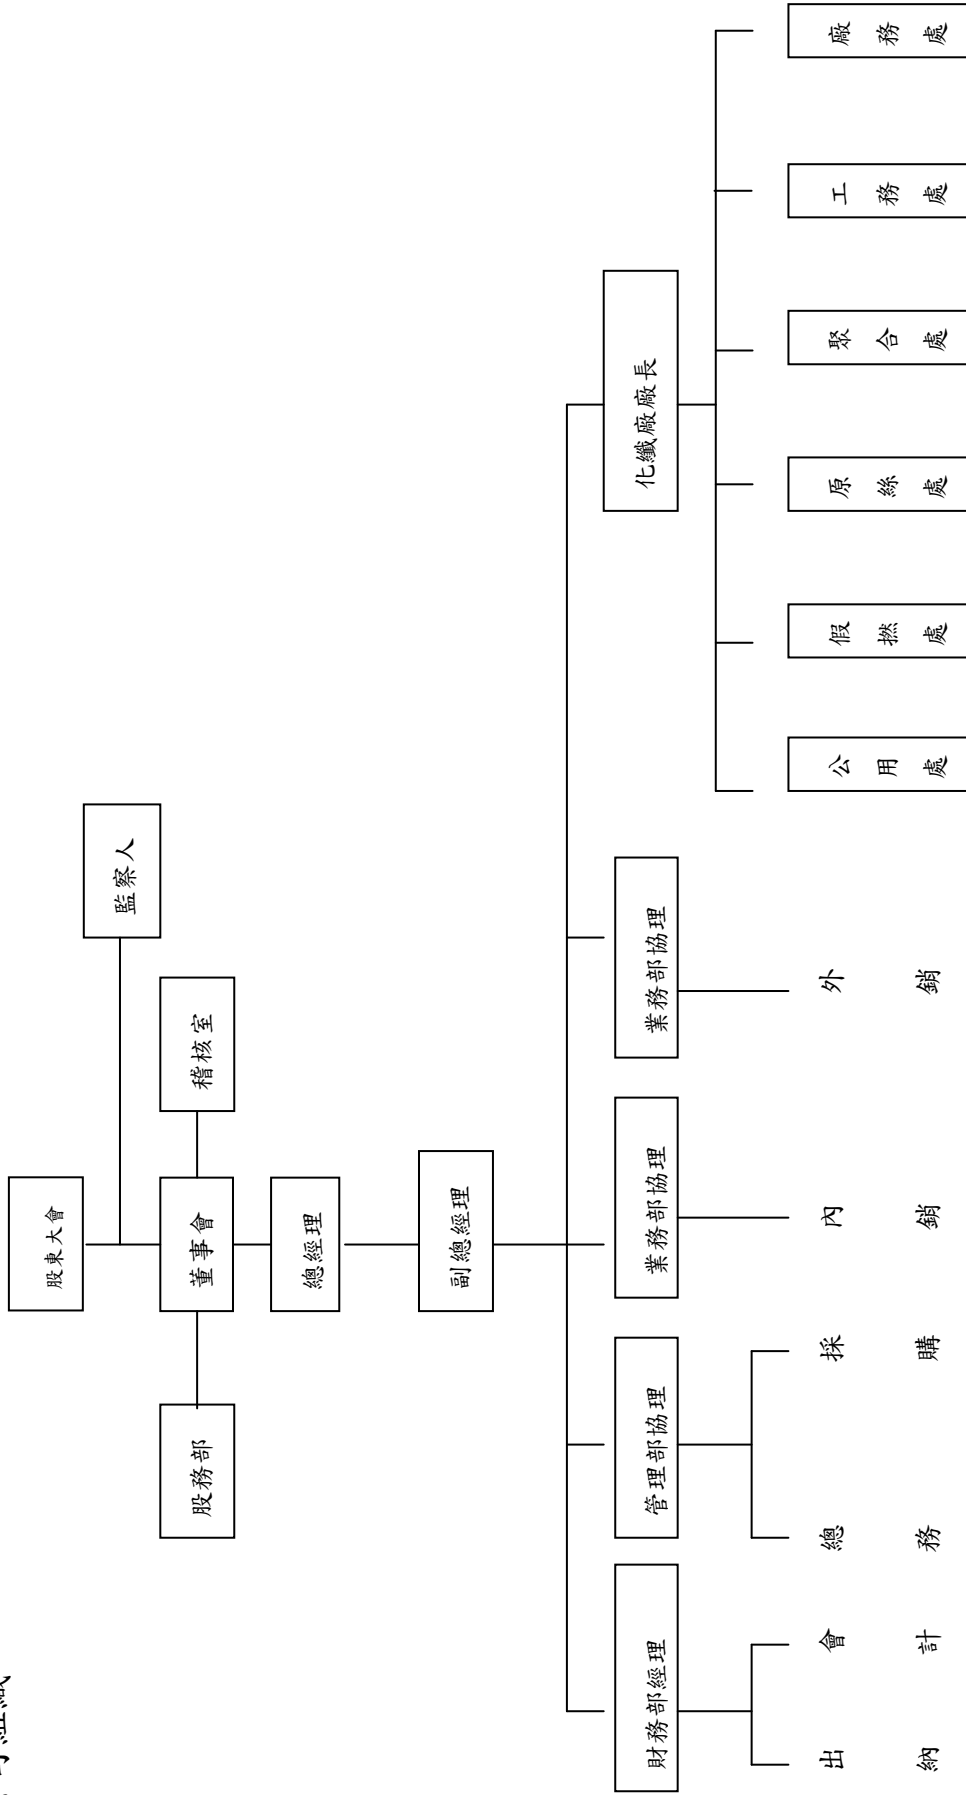 組織
股東大會
監察人
股務部
董事會
稽核室
總經理
副總經理
財務部經理
管理部協理
業務部協理
業務部協理
化纖廠廠長
出納
會計
總務
採購
內銷
外銷
公用處
假撚處
原絲處
聚合處
工務處
廠務處